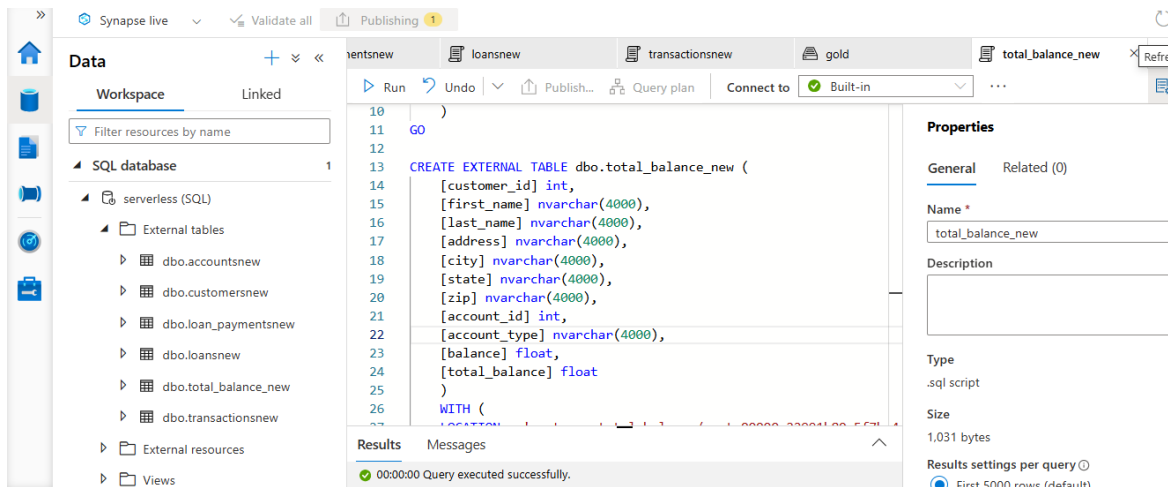 »
Synapse live
Validate all
Publishing 1
Data
Workspace
Linked
Filter resources by name
SQL database 1
serverless (SQL)
External tables
dbo.accountsnew
dbo.customersnew
dbo.loan_paymentsnew
dbo.loansnew
dbo.total_balance_new
dbo.transactionsnew
External resources
Views
mentsnew
loansnew
transactionsnew
gold
total_balance_new
Refre
Run Undo Publish... Query plan Connect to Built-in ...
10 )
11 GO
12
13 CREATE EXTERNAL TABLE dbo.total_balance_new (
14 [customer_id] int,
15 [first_name] nvarchar(4000),
16 [last_name] nvarchar(4000),
17 [address] nvarchar(4000),
18 [city] nvarchar(4000),
19 [state] nvarchar(4000),
20 [zip] nvarchar(4000),
21 [account_id] int,
22 [account_type] nvarchar(4000),
23 [balance] float,
24 [total_balance] float
25 )
26 WITH (
Results Messages
00:00:00 Query executed successfully.
Properties
General Related (0)
Name *
total_balance_new
Description
Type
.sql script
Size
1,031 bytes
Results settings per query
First 5000 rows (default)